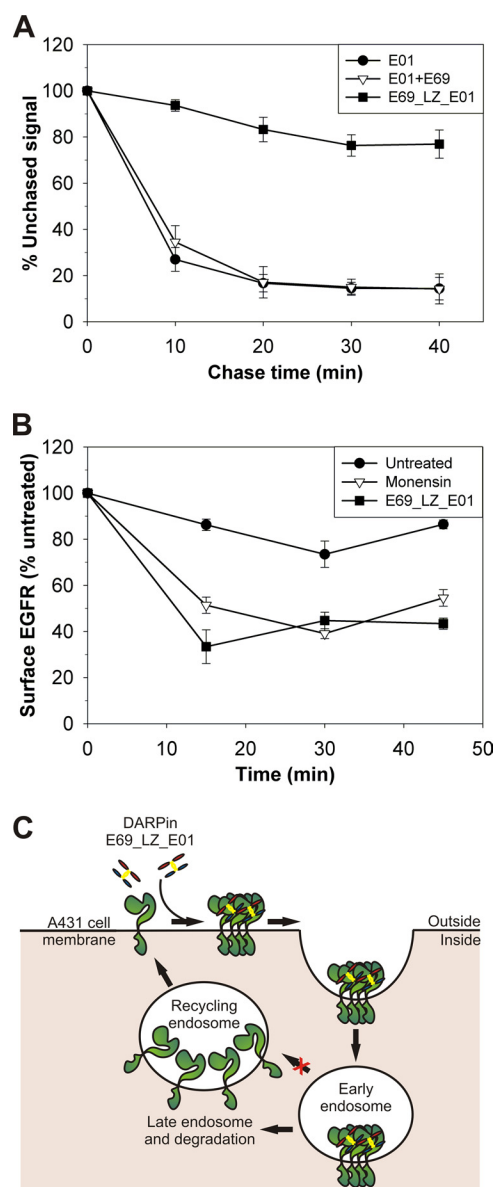 A
120
100
80
60
40
20
0
% Unchased signal
E01
E01+E69
E69_LZ_E01
0
10
20
30
40
Chase time (min)
B
120
100
80
60
40
20
0
Surface EGFR (% untreated)
Untreated
Monensin
E69_LZ_E01
0
10
20
30
40
50
Time (min)
C
DARPin
E69_LZ_E01
A431 cell
membrane
Outside
Inside
Recycling
endosome
Early
endosome
Late endosome
and degradation